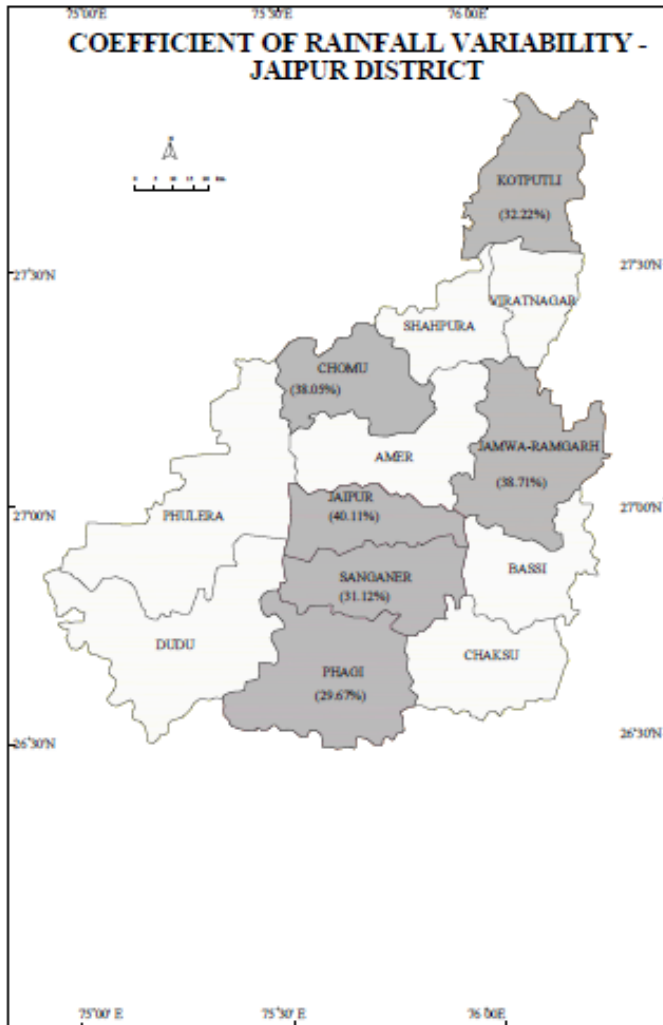 75°00'E 75°30'E 76°00'E
COEFFICIENT OF RAINFALL VARIABILITY -
JAIPUR DISTRICT
KOTPUTLI
(32.22%)
27°30'N 27°30'N
VIRATNAGAR
SHAHPURA
CHOMU
(38.05%)
JAMWA-RAMGARH
AMER
(38.71%)
JAIPUR
27°00'N 27°00'N
PHULERA
(40.11%)
BASSI
SANGANER
(31.12%)
DUDU
CHAKSU
PHAGI
(29.67%)
26°30'N 26°30'N
75°00' E 75°30' E 76°00' E